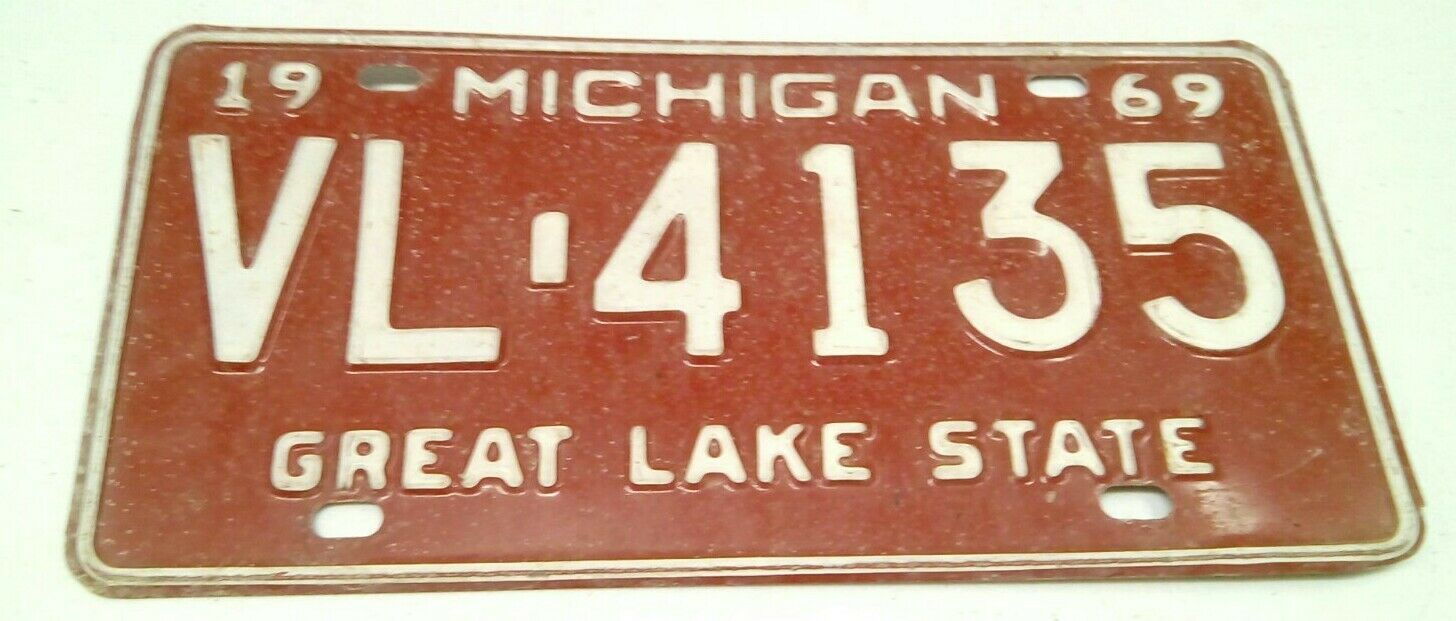 19 MICHIGAN 69
VL-4135
GREAT LAKE STATE